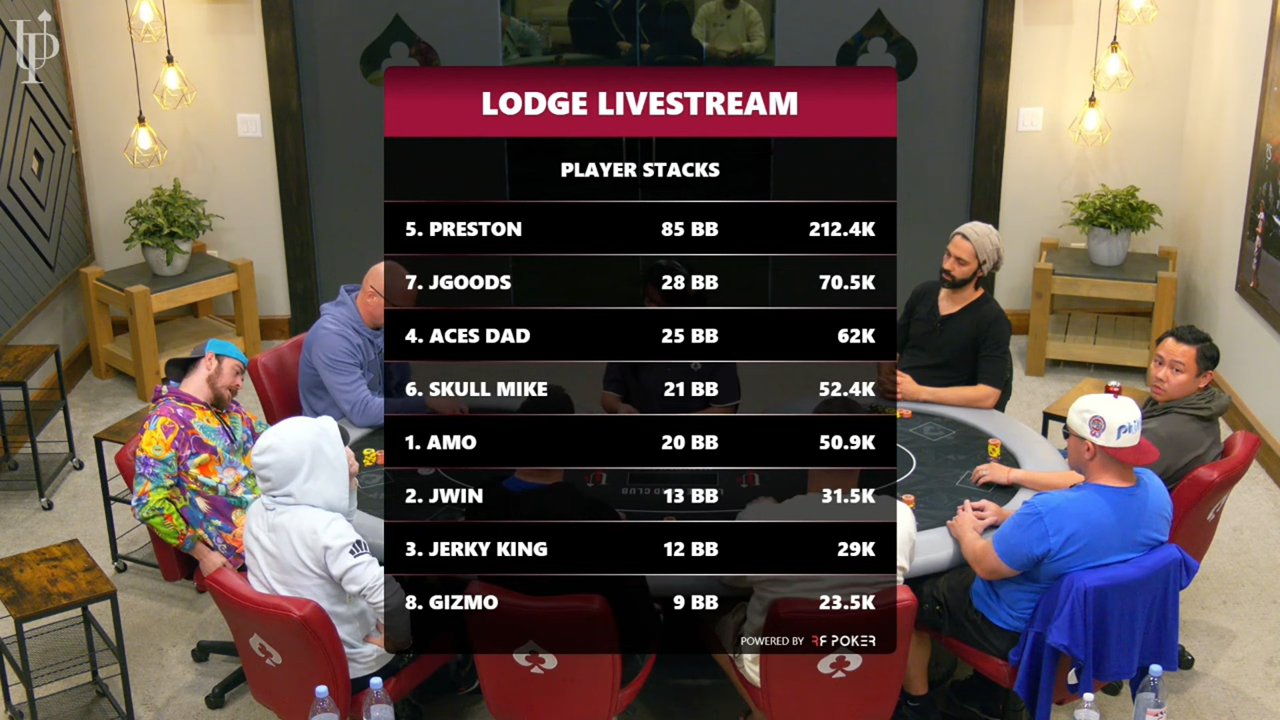 UP
LODGE LIVESTREAM
PLAYER STACKS
5. PRESTON 85 BB 212.4K
7. JGOODS 28 BB 70.5K
4. ACES DAD 25 BB 62K
6. SKULL MIKE 21 BB 52.4K
1. AMO 20 BB 50.9K
2. JWIN 13 BB 31.5K
3. JERKY KING 12 BB 29K
8. GIZMO 9 BB 23.5K
POWERED BY RF POKER